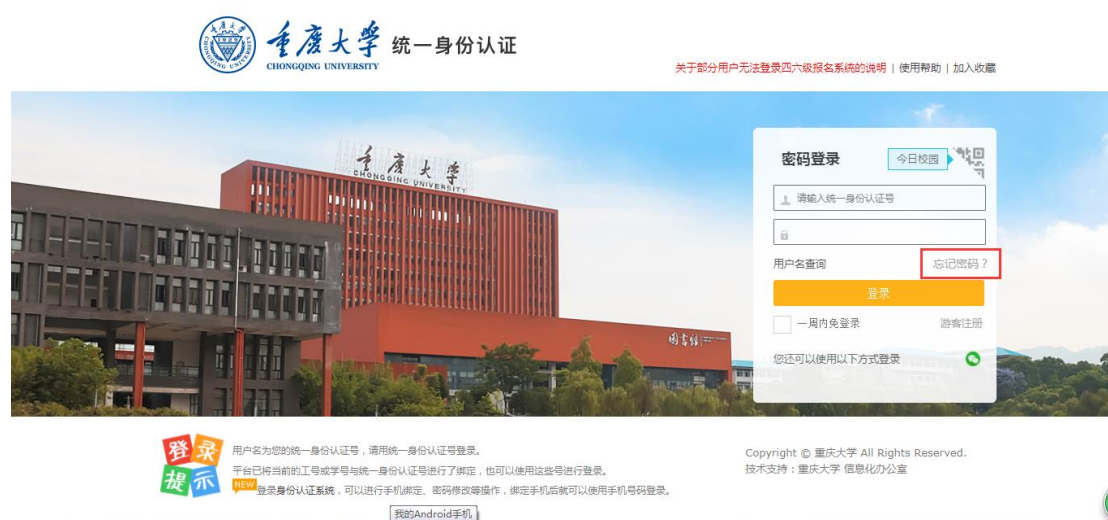 重庆大学 统一身份认证
CHONGQING UNIVERSITY
关于部分用户无法登录四六级报名系统的说明 | 使用帮助 | 加入收藏
重庆大学
CHONGQING UNIVERSITY
图书馆
密码登录 今日校园
请输入统一身份认证号
用户名查询 忘记密码？
登录
一周内免登录 游客注册
您还可以使用以下方式登录
登录提示
用户名为您的统一身份认证号，请用统一身份认证号登录。
平台已将当前的工号或学号与统一身份认证号进行了绑定，也可以使用这些号进行登录。
NEW 登录身份认证系统，可以进行手机绑定、密码修改等操作，绑定手机后就可以使用手机号码登录。
Copyright © 重庆大学 All Rights Reserved.
技术支持：重庆大学 信息化办公室
我的Android手机